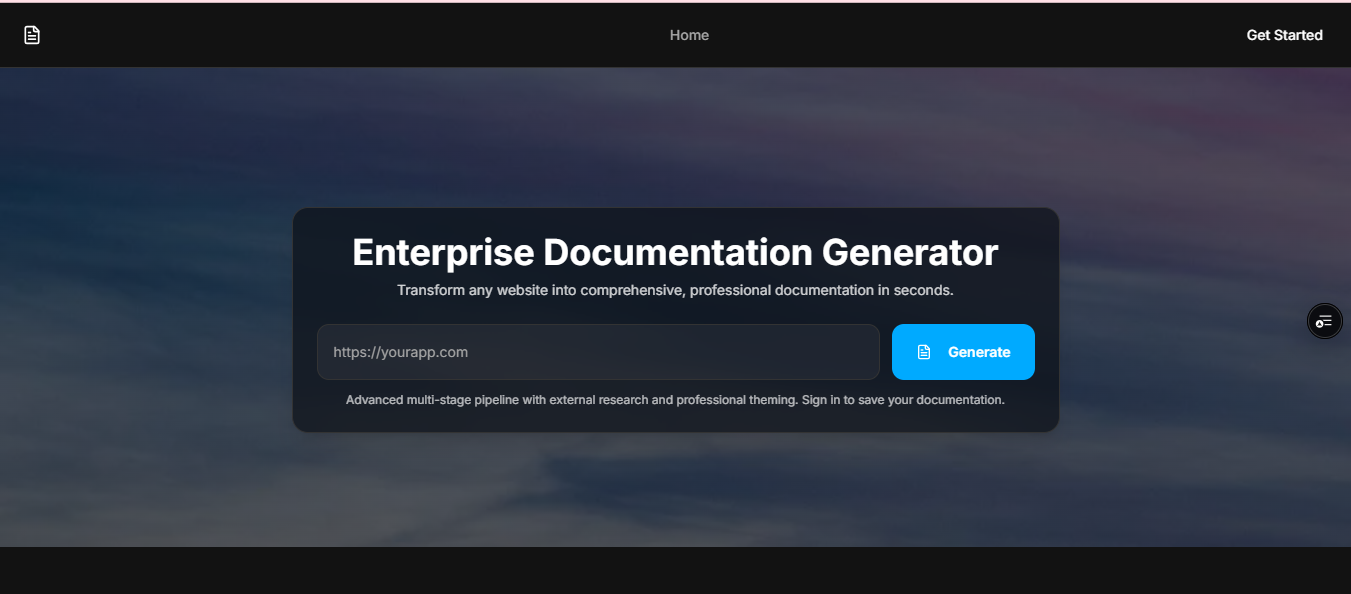 Home
Get Started
Enterprise Documentation Generator
Transform any website into comprehensive, professional documentation in seconds.
https://yourapp.com
Generate
Advanced multi-stage pipeline with external research and professional theming. Sign in to save your documentation.